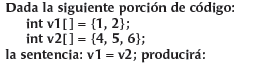 Dada la siguiente porción de código:
int v1[] = {1, 2};
int v2[] = {4, 5, 6};
la sentencia: v1 = v2; producirá: